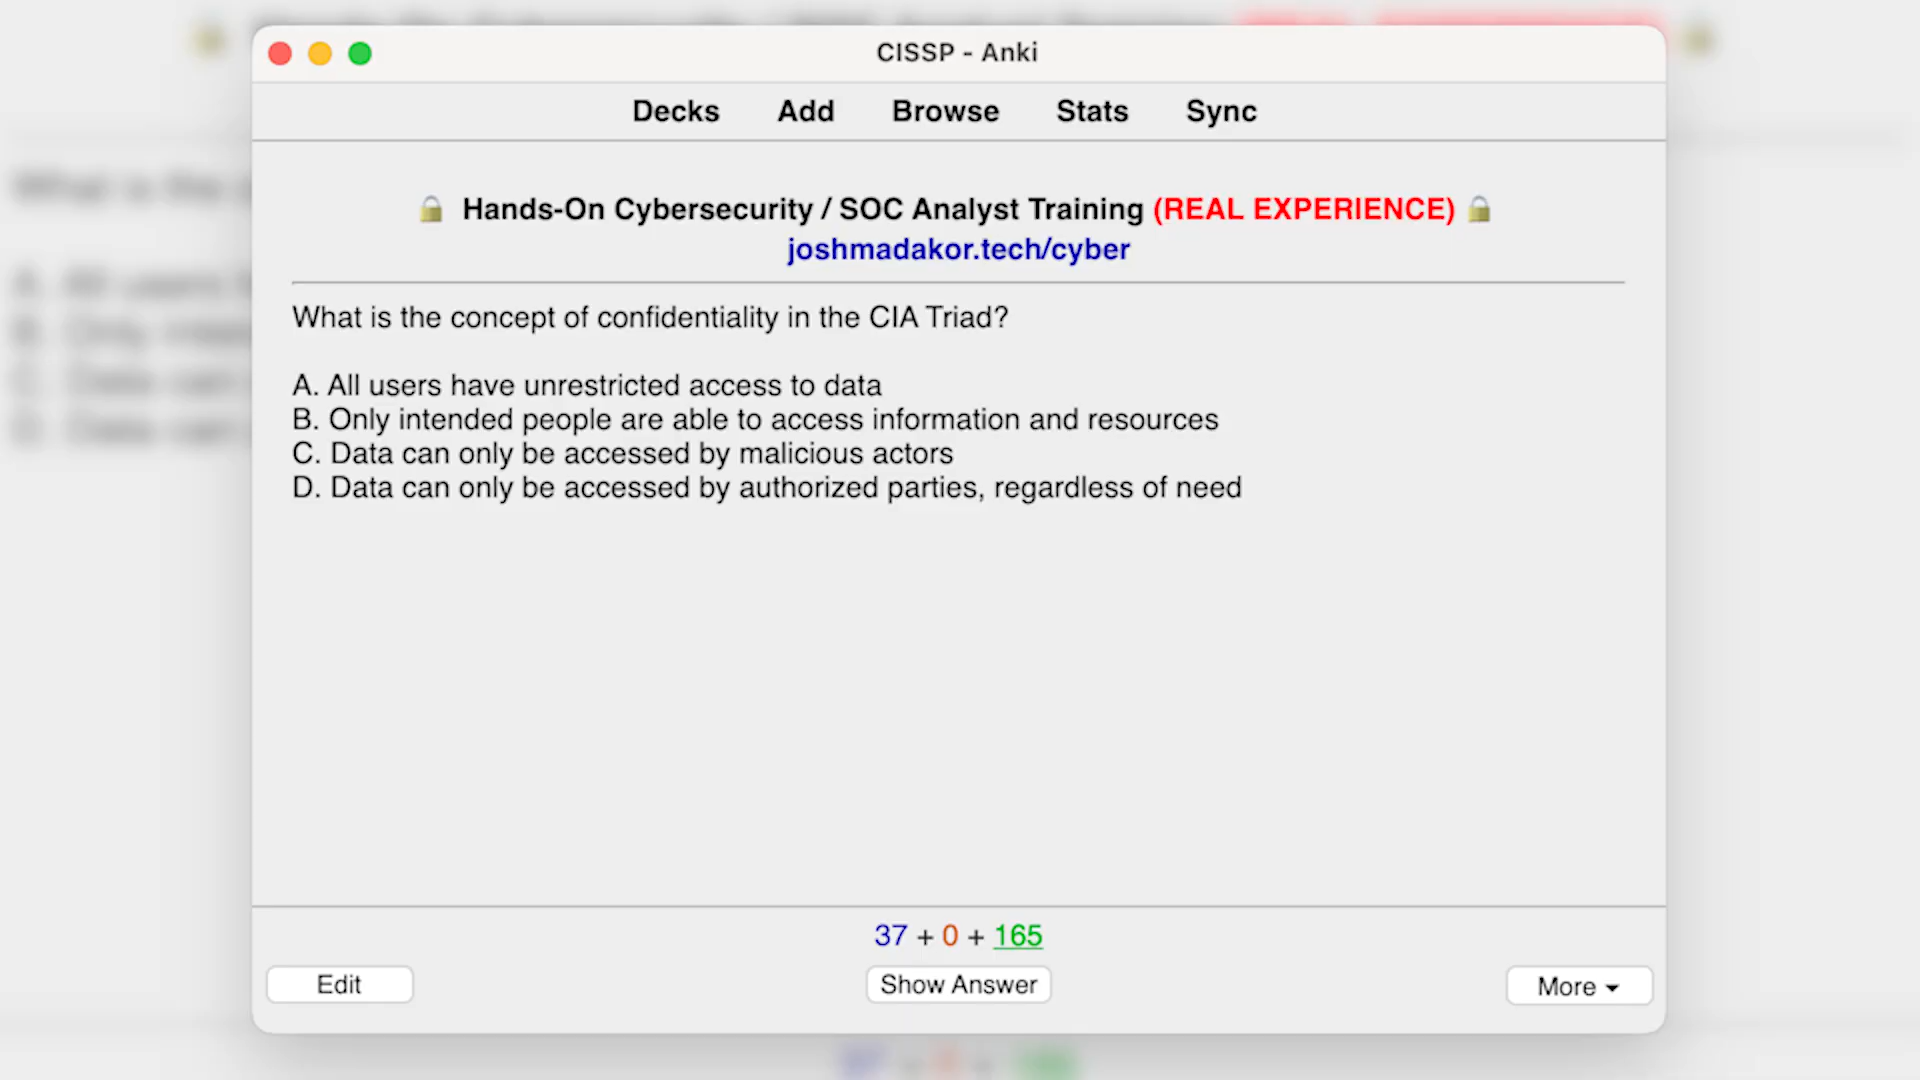 CISSP - Anki
Decks Add Browse Stats Sync
Hands-On Cybersecurity / SOC Analyst Training (REAL EXPERIENCE)
joshmadakor.tech/cyber
What is the concept of confidentiality in the CIA Triad?
A. All users have unrestricted access to data
B. Only intended people are able to access information and resources
C. Data can only be accessed by malicious actors
D. Data can only be accessed by authorized parties, regardless of need
37 + 0 + 165
Edit Show Answer More